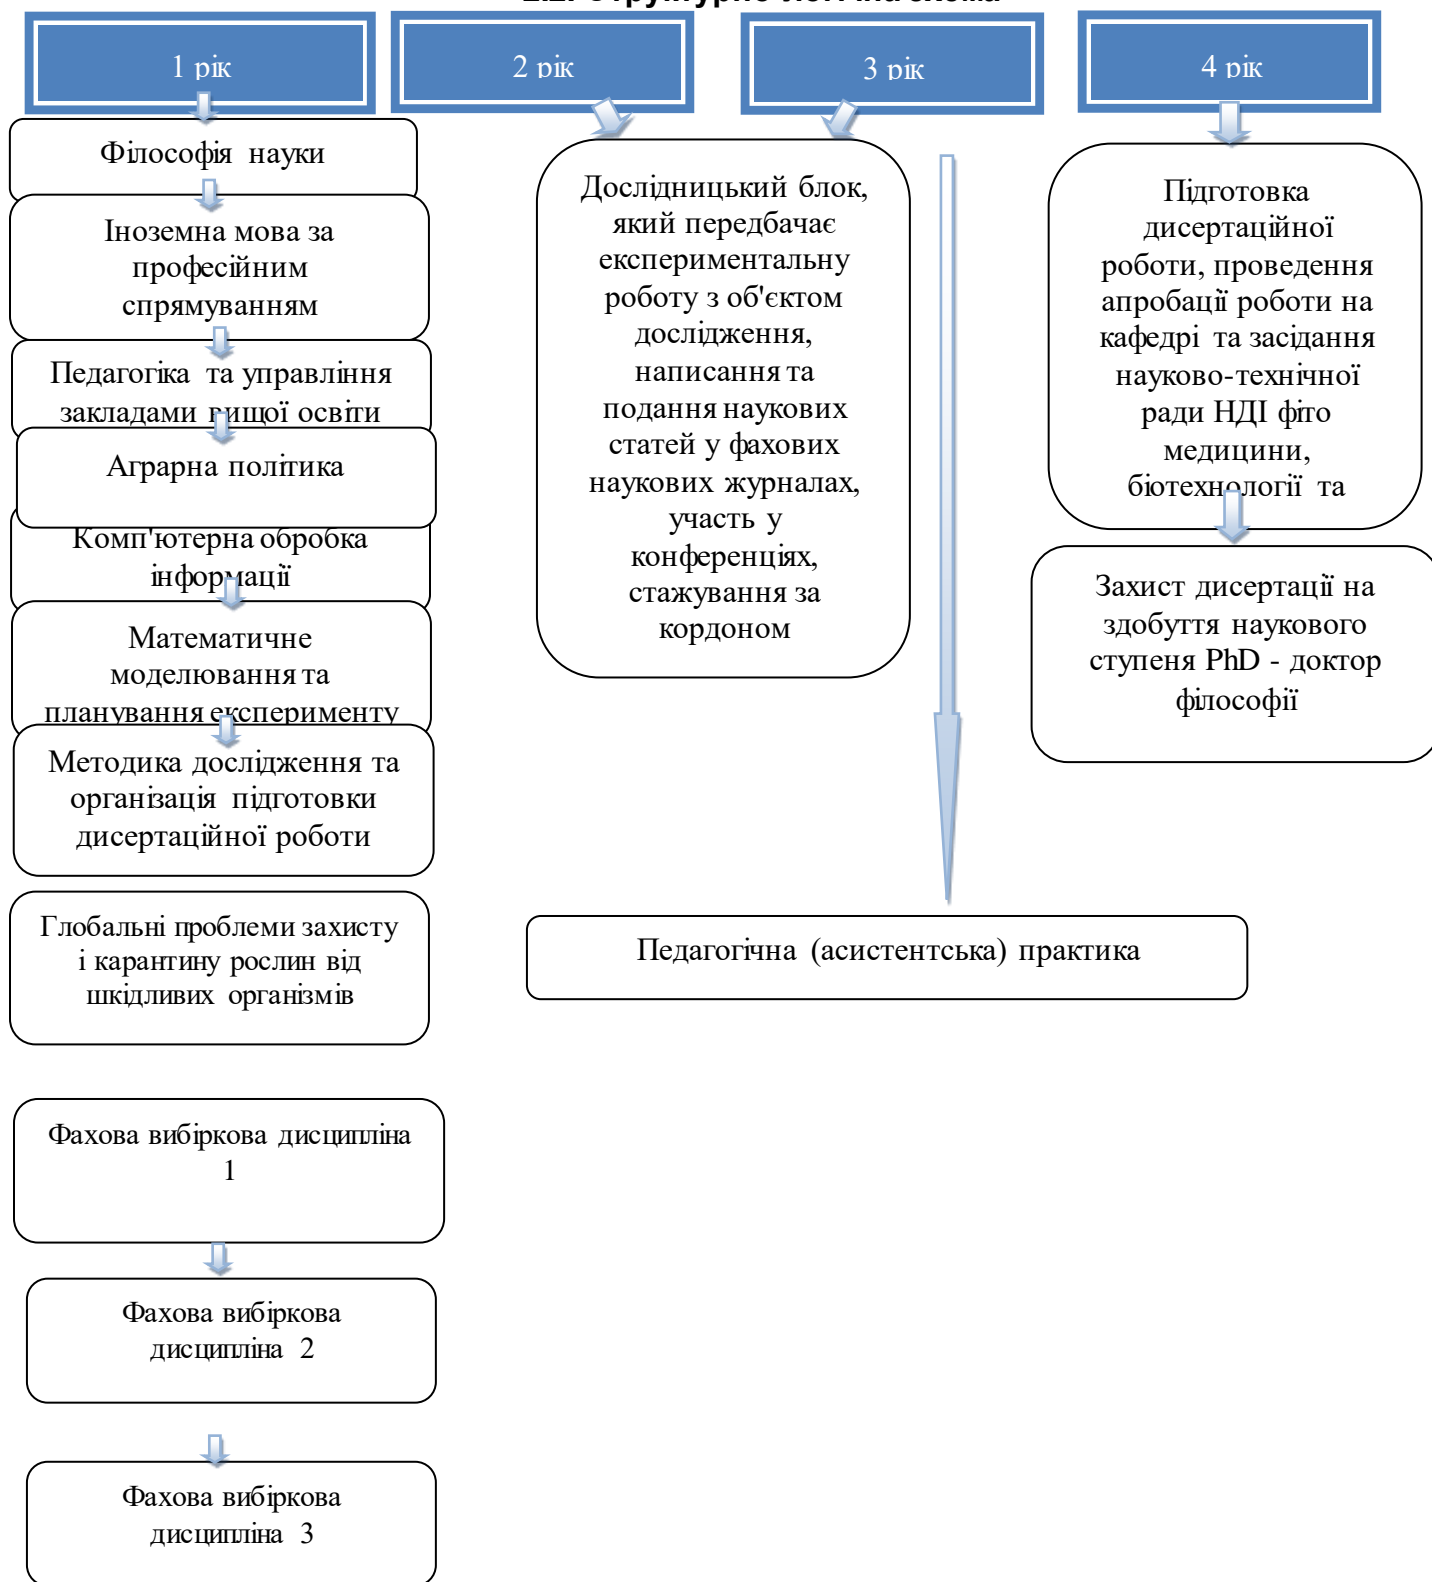 2.2. Структурно-логічна схема
1 рік
2 рік
3 рік
4 рік
Філософія науки
Іноземна мова за
професійним
спрямуванням
Педагогіка та управління
закладами вищої освіти
Аграрна політика
Комп'ютерна обробка
інформації
Математичне
моделювання та
планування експерименту
Методика дослідження та
організація підготовки
дисертаційної роботи
Глобальні проблеми захисту
і карантину рослин від
шкідливих організмів
Фахова вибіркова дисципліна
1
Фахова вибіркова
дисципліна 2
Фахова вибіркова
дисципліна 3
Дослідницький блок,
який передбачає
експериментальну
роботу з об'єктом
дослідження,
написання та
подання наукових
статей у фахових
наукових журналах,
участь у
конференціях,
стажування за
кордоном
Педагогічна (асистентська) практика
Підготовка
дисертаційної
роботи, проведення
апробації роботи на
кафедрі та засідання
науково-технічної
ради НДІ фіто
медицини,
біотехнології та
Захист дисертації на
здобуття наукового
ступеня PhD - доктор
філософії